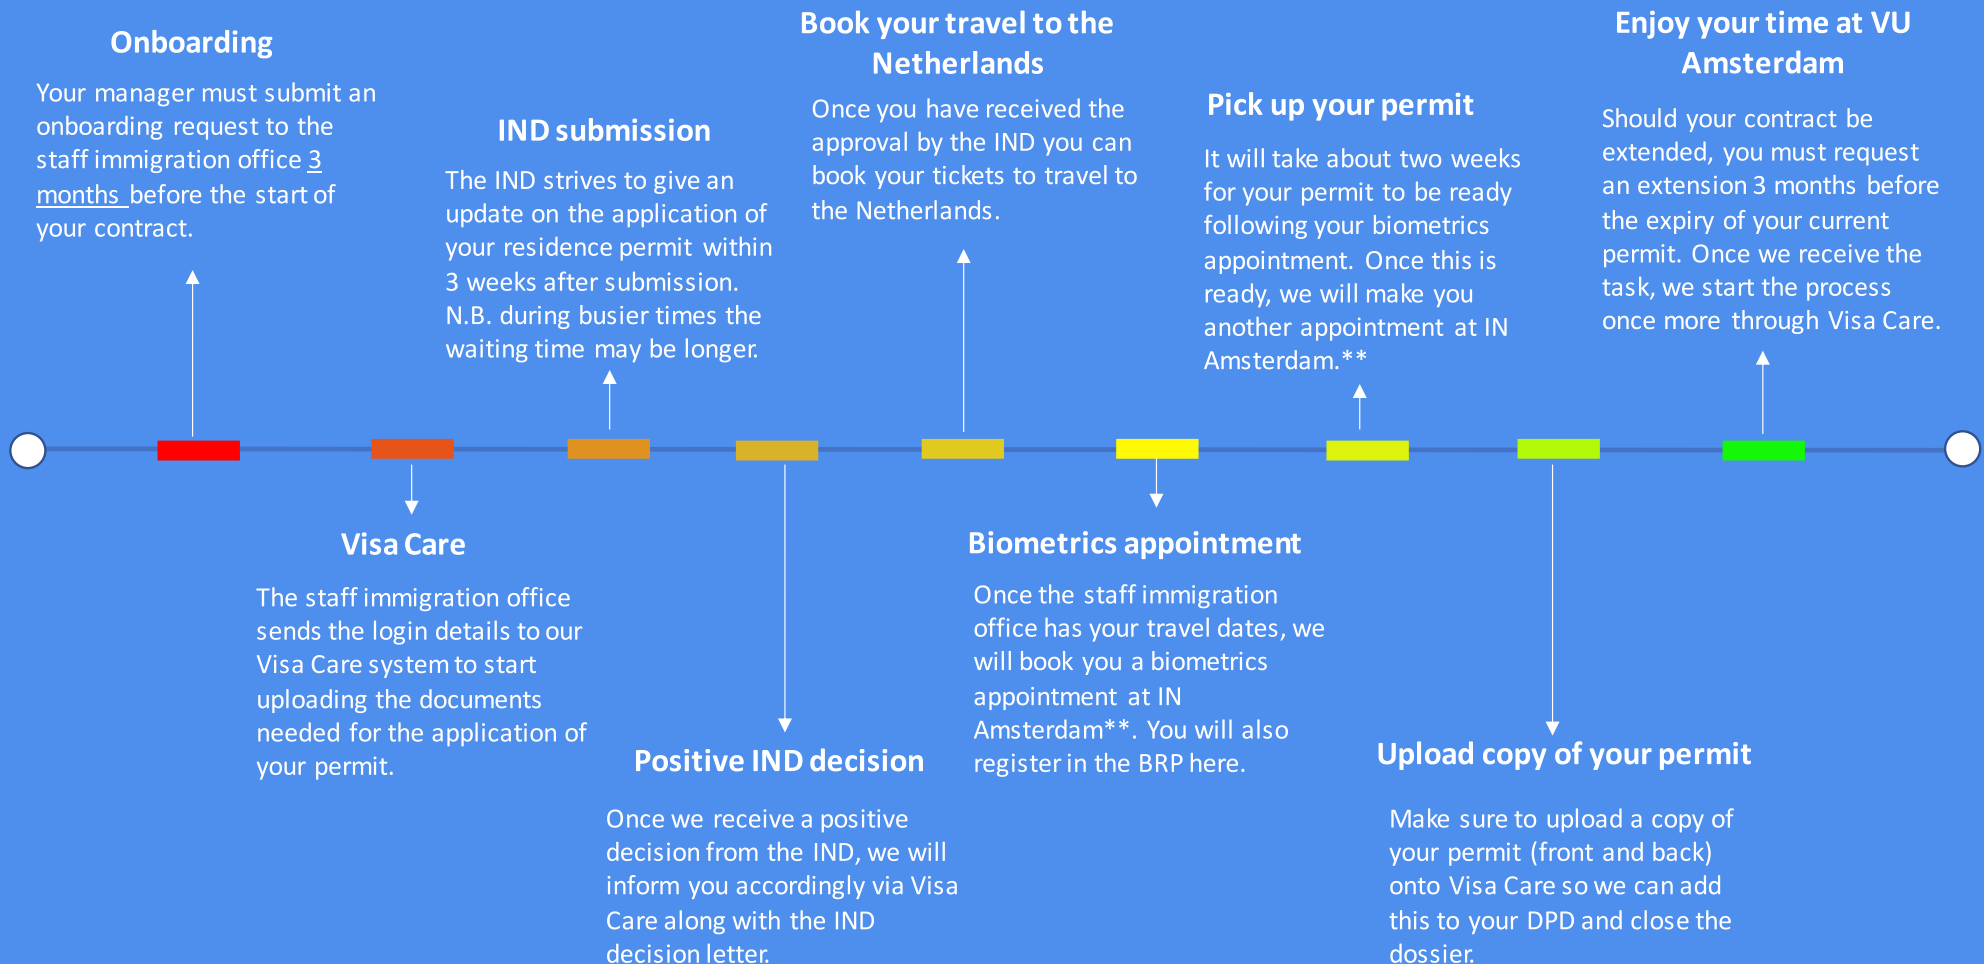 Onboarding
Your manager must submit an
onboarding request to the
staff immigration office 3
months before the start of
your contract.
Visa Care
The staff immigration office
sends the login details to our
Visa Care system to start
uploading the documents
needed for the application of
your permit.
IND submission
The IND strives to give an
update on the application of
your residence permit within
3 weeks after submission.
N.B. during busier times the
waiting time may be longer.
Positive IND decision
Once we receive a positive
decision from the IND, we will
inform you accordingly via Visa
Care along with the IND
decision letter.
Book your travel to the
Netherlands
Once you have received the
approval by the IND you can
book your tickets to travel to
the Netherlands.
Biometrics appointment
Once the staff immigration
office has your travel dates, we
will book you a biometrics
appointment at IN
Amsterdam**. You will also
register in the BRP here.
Pick up your permit
It will take about two weeks
for your permit to be ready
following your biometrics
appointment. Once this is
ready, we will make you
another appointment at IN
Amsterdam.**
Upload copy of your permit
Make sure to upload a copy of
your permit (front and back)
onto Visa Care so we can add
this to your DPD and close the
dossier.
Enjoy your time at VU
Amsterdam
Should your contract be
extended, you must request
an extension 3 months before
the expiry of your current
permit. Once we receive the
task, we start the process
once more through Visa Care.